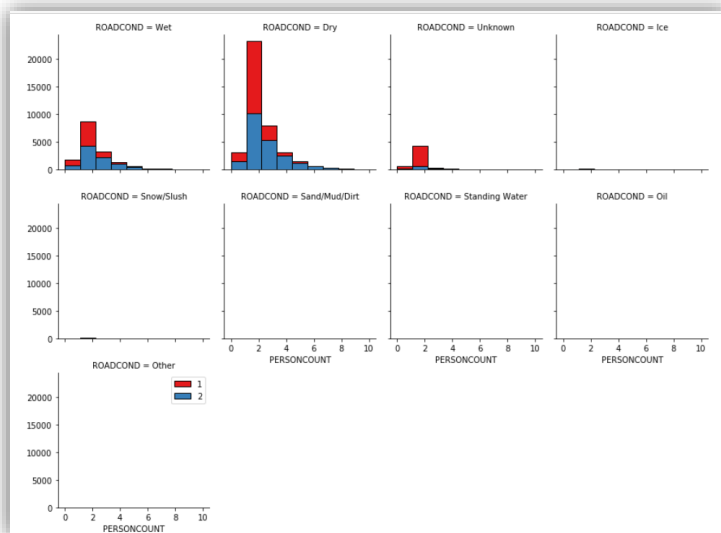 ROADCOND = Wet
ROADCOND = Dry
ROADCOND = Unknown
ROADCOND = Ice
20000
15000
10000
5000
0
ROADCOND = Snow/Slush
ROADCOND = Sand/Mud/Dirt
ROADCOND = Standing Water
ROADCOND = Oil
20000
15000
10000
5000
0
0 2 4 6 8 10
PERSONCOUNT
0 2 4 6 8 10
PERSONCOUNT
0 2 4 6 8 10
PERSONCOUNT
ROADCOND = Other
1
2
20000
15000
10000
5000
0
0 2 4 6 8 10
PERSONCOUNT